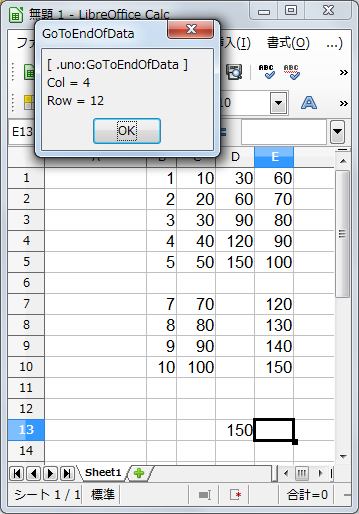 無題 1 - LibreOffice Calc
GoToEndOfData
[ .uno:GoToEndOfData ]
Col = 4
Row = 12
OK
挿入(I) 書式(O) ...
ABC ABC
10
E13
B C D E
1 1 10 30 60
2 2 20 60 70
3 3 30 90 80
4 4 40 120 90
5 5 50 150 100
6
7 7 70 120
8 8 80 130
9 9 90 140
10 10 100 150
11
12
13 150
14
Sheet1
シート 1 / 1 標準 合計=0